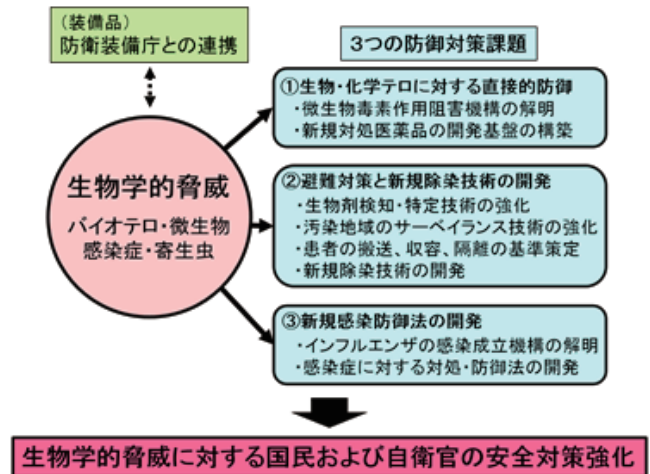 (装備品)
防衛装備庁との連携
3つの防御対策課題
生物学的脅威
バイオテロ・微生物
感染症・寄生虫
①生物・化学テロに対する直接的防御
・微生物毒素作用阻害機構の解明
・新規対処医薬品の開発基盤の構築
②避難対策と新規除染技術の開発
・生物剤検知・特定技術の強化
・汚染地域のサーベイランス技術の強化
・患者の搬送、収容、隔離の基準策定
・新規除染技術の開発
③新規感染防御法の開発
・インフルエンザの感染成立機構の解明
・感染症に対する対処・防御法の開発
生物学的脅威に対する国民および自衛官の安全対策強化